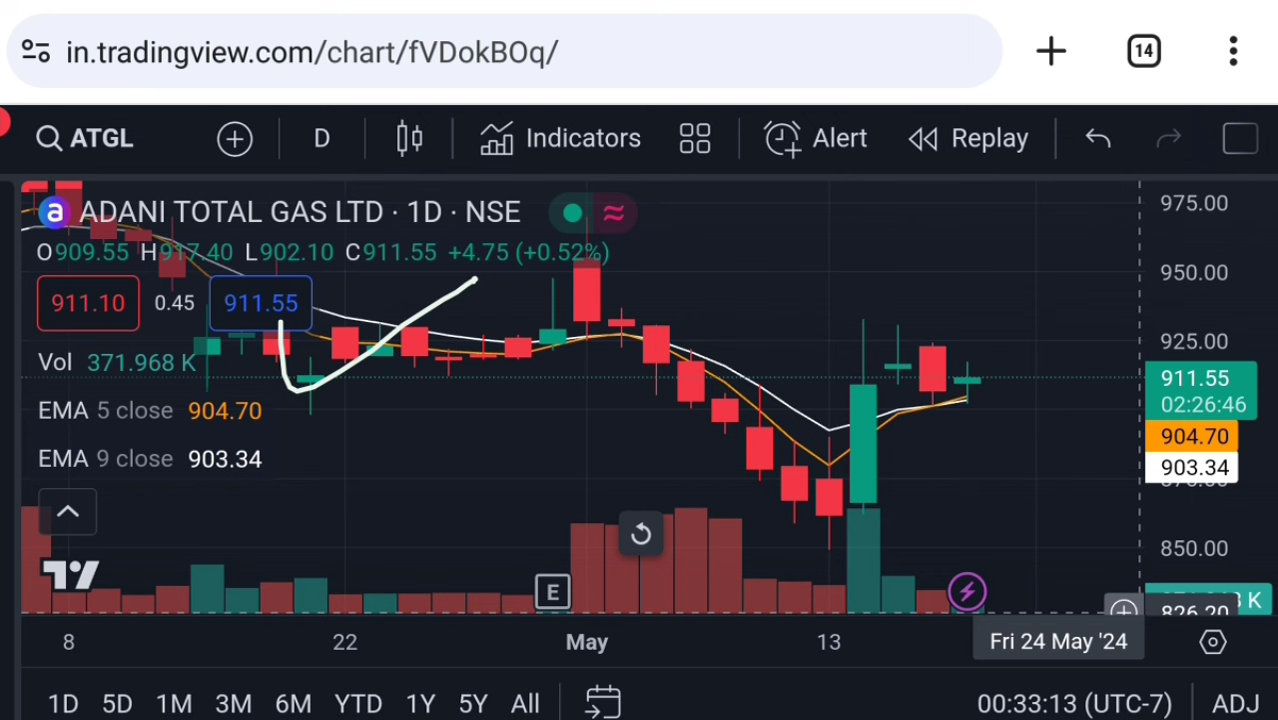 in.tradingview.com/chart/fVDokBOq/ 14
ATGL D Indicators Alert Replay
a ADANI TOTAL GAS LTD · 1D · NSE
O909.55 H917.40 L902.10 C911.55 +4.75 (+0.52%)
911.10 0.45 911.55
Vol 371.968 K
EMA 5 close 904.70
EMA 9 close 903.34
975.00
950.00
925.00
911.55
02:26:46
904.70
903.34
850.00
K
826.20
E
8 22 May 13 Fri 24 May '24
1D 5D 1M 3M 6M YTD 1Y 5Y All 00:33:13 (UTC-7) ADJ